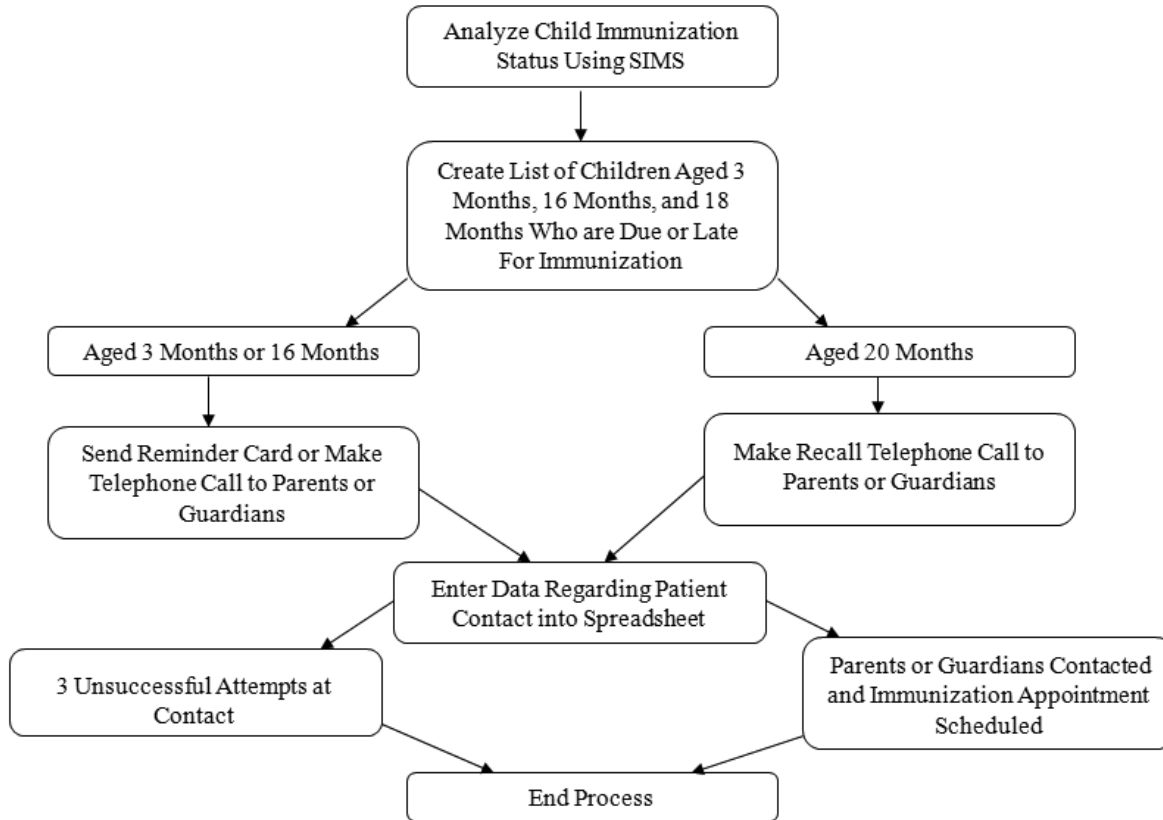 Analyze Child Immunization
Status Using SIMS
Create List of Children Aged 3
Months, 16 Months, and 18
Months Who are Due or Late
For Immunization
Aged 3 Months or 16 Months
Aged 20 Months
Send Reminder Card or Make
Telephone Call to Parents or
Guardians
Make Recall Telephone Call to
Parents or Guardians
Enter Data Regarding Patient
Contact into Spreadsheet
3 Unsuccessful Attempts at
Contact
Parents or Guardians Contacted
and Immunization Appointment
Scheduled
End Process